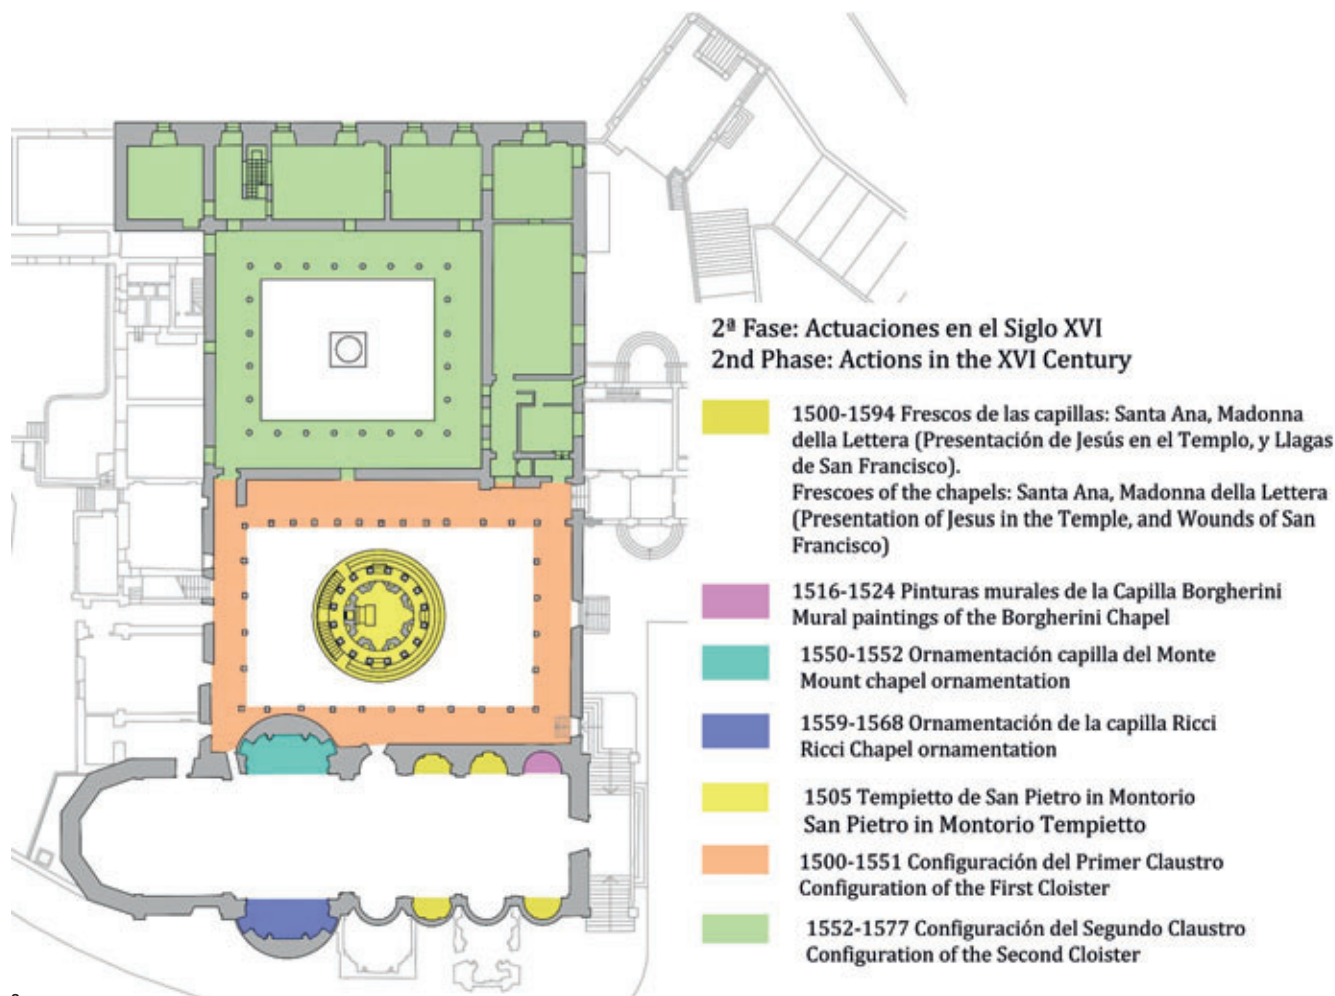 2ª Fase: Actuaciones en el Siglo XVI
2nd Phase: Actions in the XVI Century
1500-1594 Frescos de las capillas: Santa Ana, Madonna
della Lettera (Presentación de Jesús en el Templo, y Llagas
de San Francisco).
Frescoes of the chapels: Santa Ana, Madonna della Lettera
(Presentation of Jesus in the Temple, and Wounds of San
Francisco)
1516-1524 Pinturas murales de la Capilla Borgherini
Mural paintings of the Borgherini Chapel
1550-1552 Ornamentación capilla del Monte
Mount chapel ornamentation
1559-1568 Ornamentación de la capilla Ricci
Ricci Chapel ornamentation
1505 Tempietto de San Pietro in Montorio
San Pietro in Montorio Tempietto
1500-1551 Configuración del Primer Claustro
Configuration of the First Cloister
1552-1577 Configuración del Segundo Claustro
Configuration of the Second Cloister